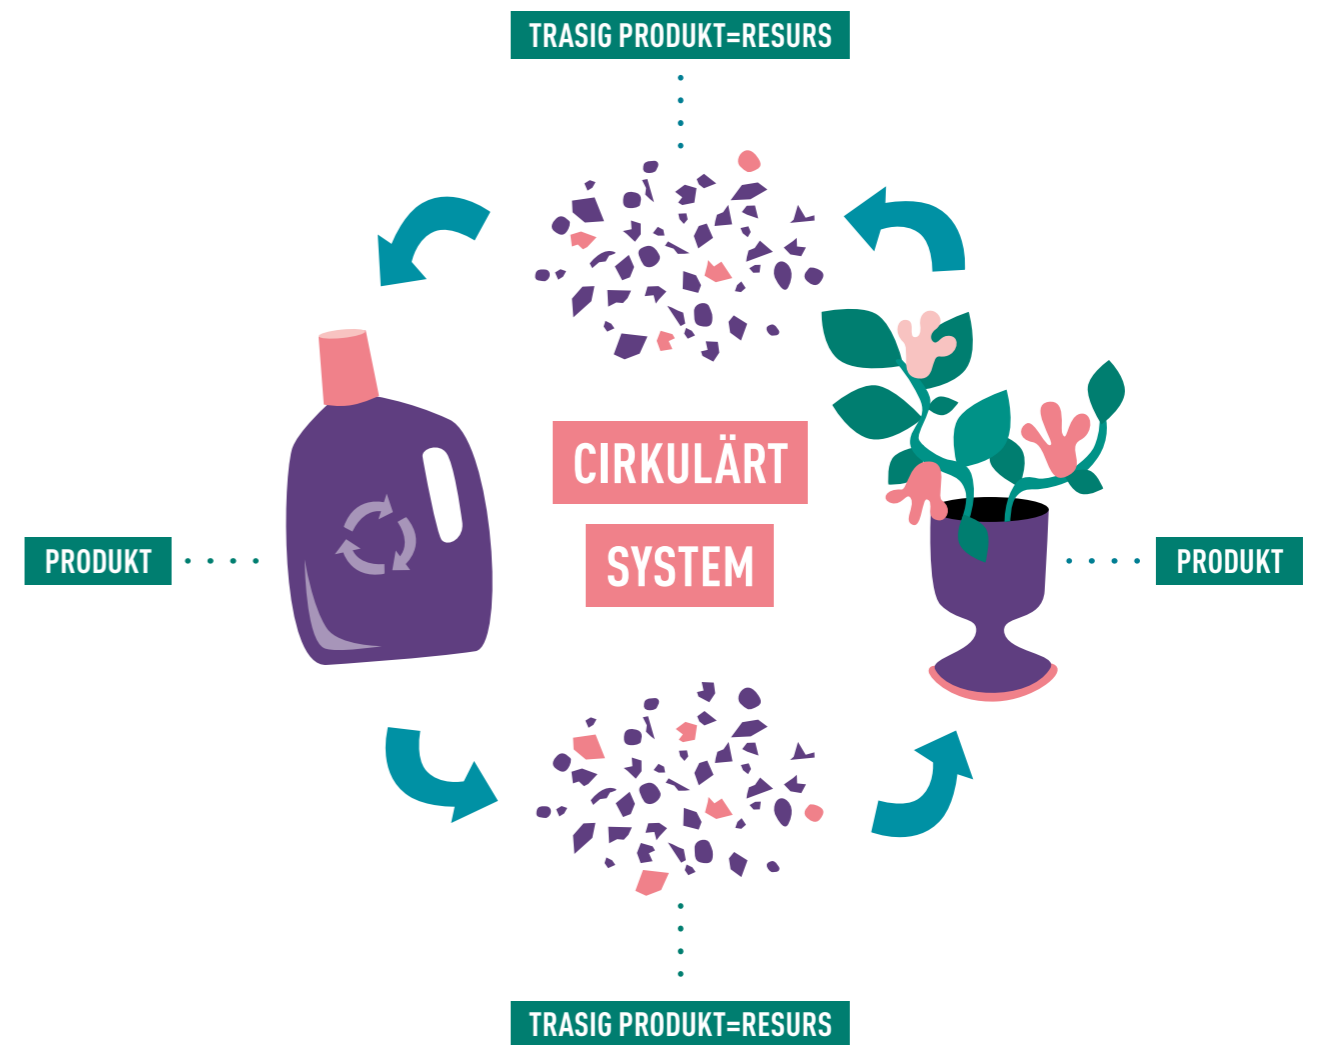 TRASIG PRODUKT=RESURS
CIRKULÄRT
SYSTEM
PRODUKT
PRODUKT
TRASIG PRODUKT=RESURS